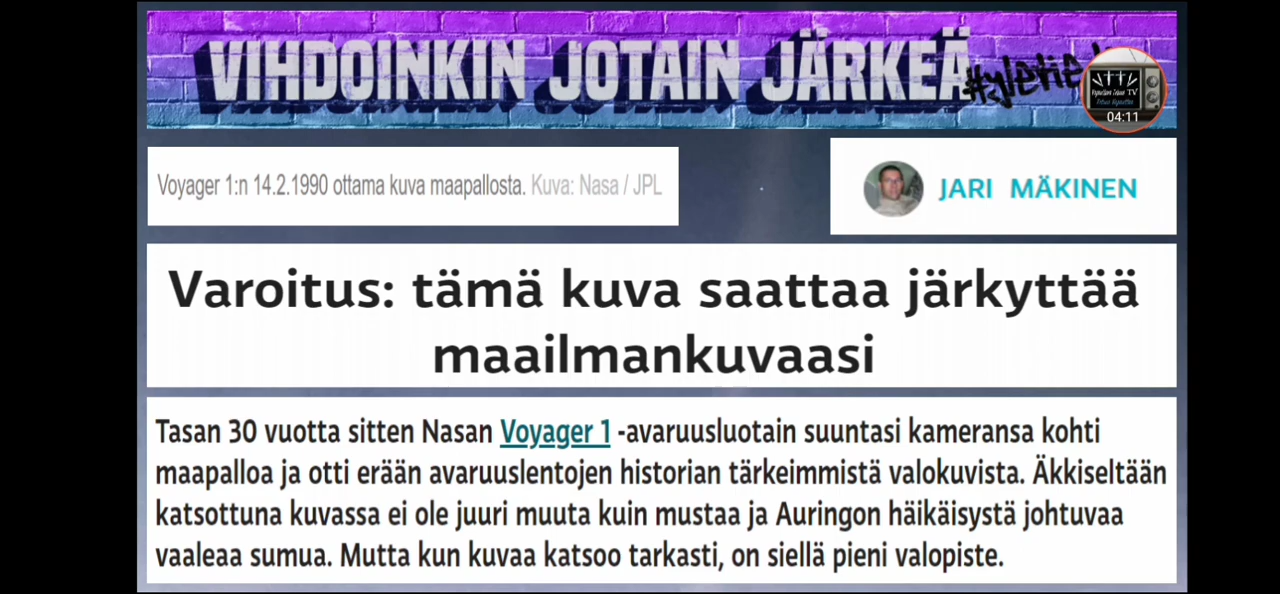 VIHDOINKIN JOTAIN JÄRKEÄ
TV
04:11
Voyager 1:n 14.2.1990 ottama kuva maapallosta. Kuva: Nasa / JPL
JARI MÄKINEN
Varoitus: tämä kuva saattaa järkyttää
maailmankuvaasi
Tasan 30 vuotta sitten Nasan Voyager 1 -avaruusluotain suuntasi kameransa kohti
maapalloa ja otti erään avaruuslentojen historian tärkeimmistä valokuvista. Äkkiseltään
katsottuna kuvassa ei ole juuri muuta kuin mustaa ja Auringon häikäisystä johtuvaa
vaaleaa sumua. Mutta kun kuvaa katsoo tarkasti, on siellä pieni valopiste.